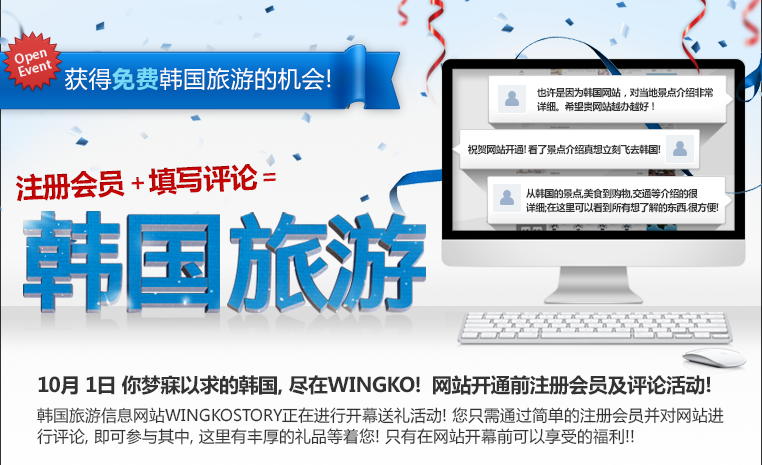 Open
Event
获得免费韩国旅游的机会!
也许是因为韩国网站，对当地景点介绍非常
详细。希望贵网站越办越好！
祝贺网站开通! 看了景点介绍真想立刻飞去韩国!
从韩国的景点,美食到购物,交通等介绍的很
详细;在这里可以看到所有想了解的东西.很方便!
注册会员 + 填写评论 =
韩国旅游
10月 1日 你梦寐以求的韩国, 尽在WINGKO! 网站开通前注册会员及评论活动!
韩国旅游信息网站WINGKOSTORY正在进行开幕送礼活动! 您只需通过简单的注册会员并对网站进
行评论, 即可参与其中, 这里有丰厚的礼品等着您! 只有在网站开幕前可以享受的福利!!